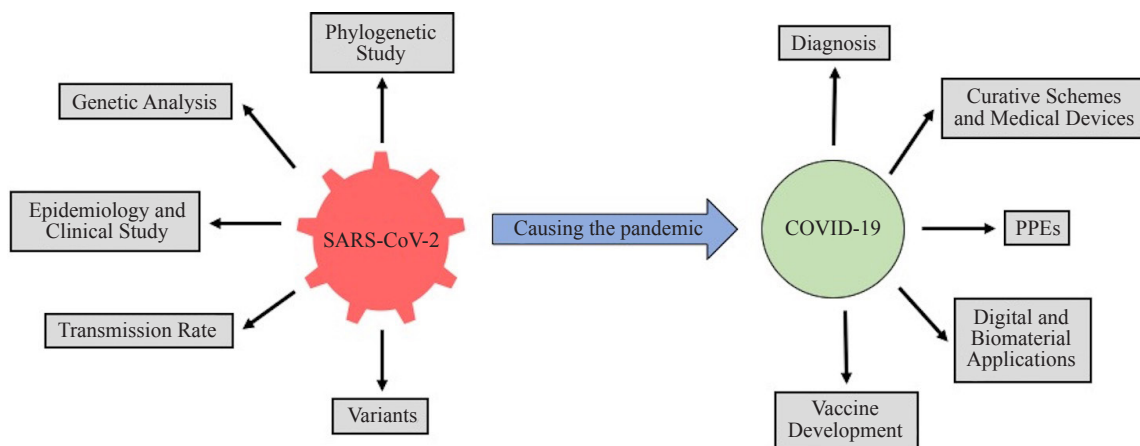 Phylogenetic
Study
Genetic Analysis
Epidemiology and
Clinical Study
Transmission Rate
Variants
SARS-CoV-2
Causing the pandemic
COVID-19
Diagnosis
Curative Schemes
and Medical Devices
PPEs
Digital and
Biomaterial
Applications
Vaccine
Development